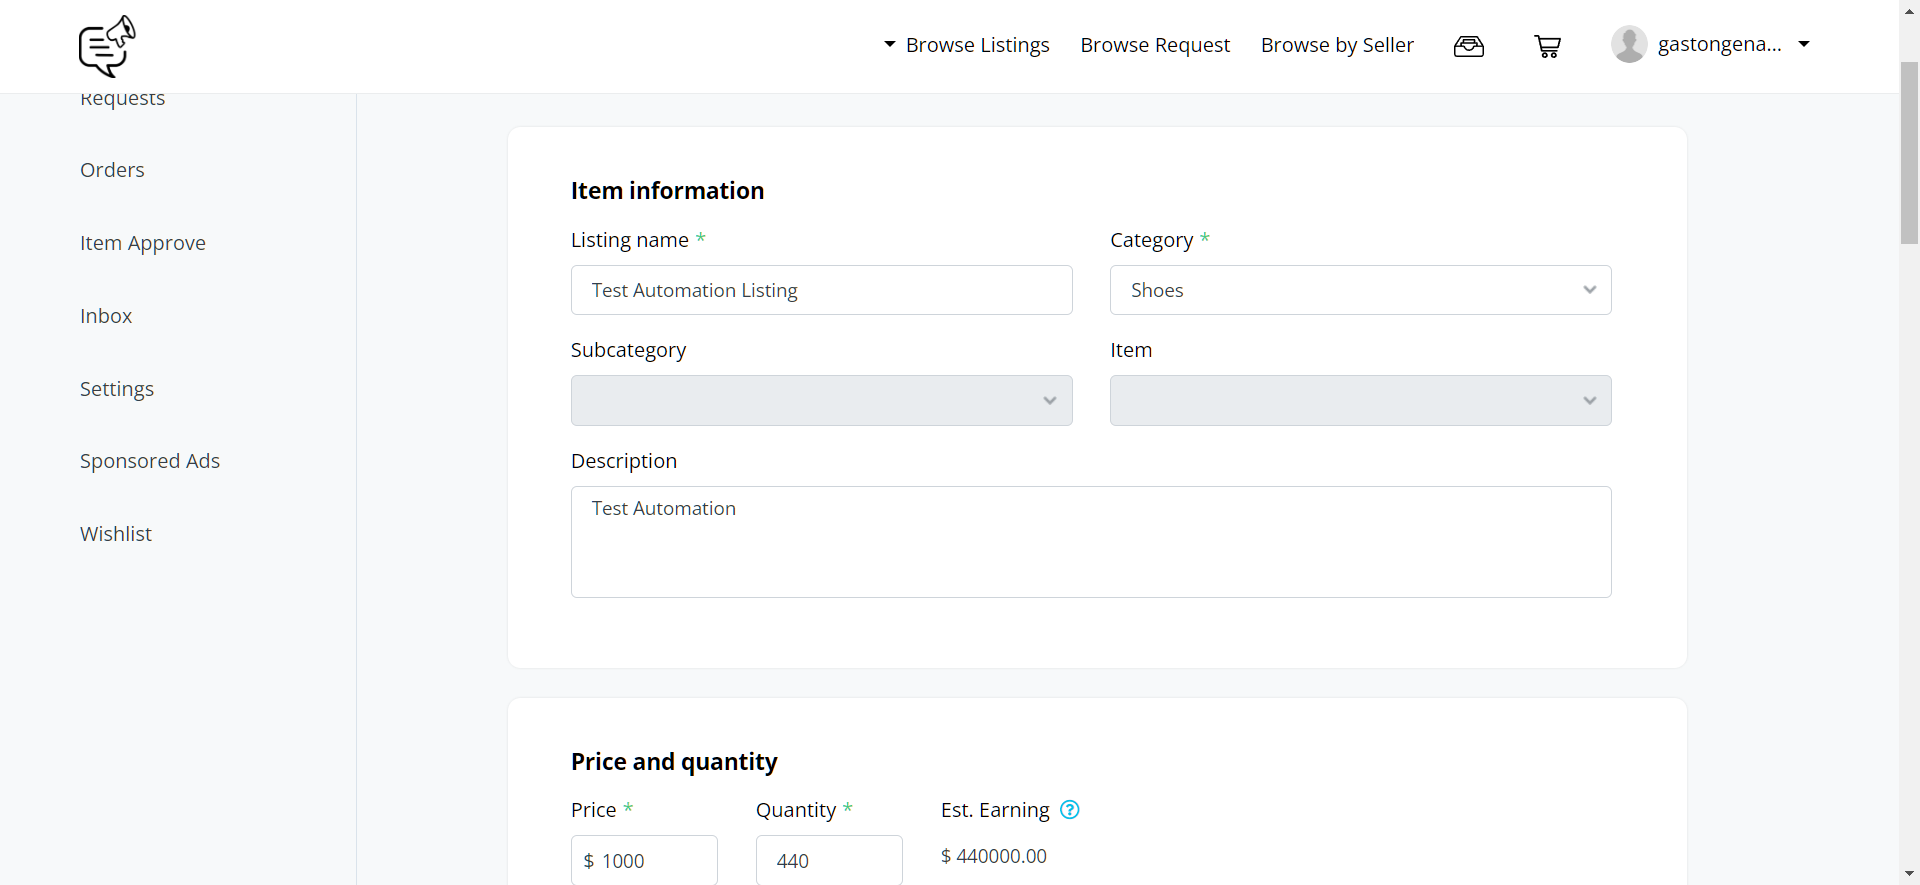 Browse Listings
Browse Request
Browse by Seller
gastongena...
Requests
Orders
Item Approve
Inbox
Settings
Sponsored Ads
Wishlist
Item information
Listing name *
Category *
Test Automation Listing
Shoes
Subcategory
Item
Description
Test Automation
Price and quantity
Price *
Quantity *
Est. Earning ?
$ 1000
440
$ 440000.00